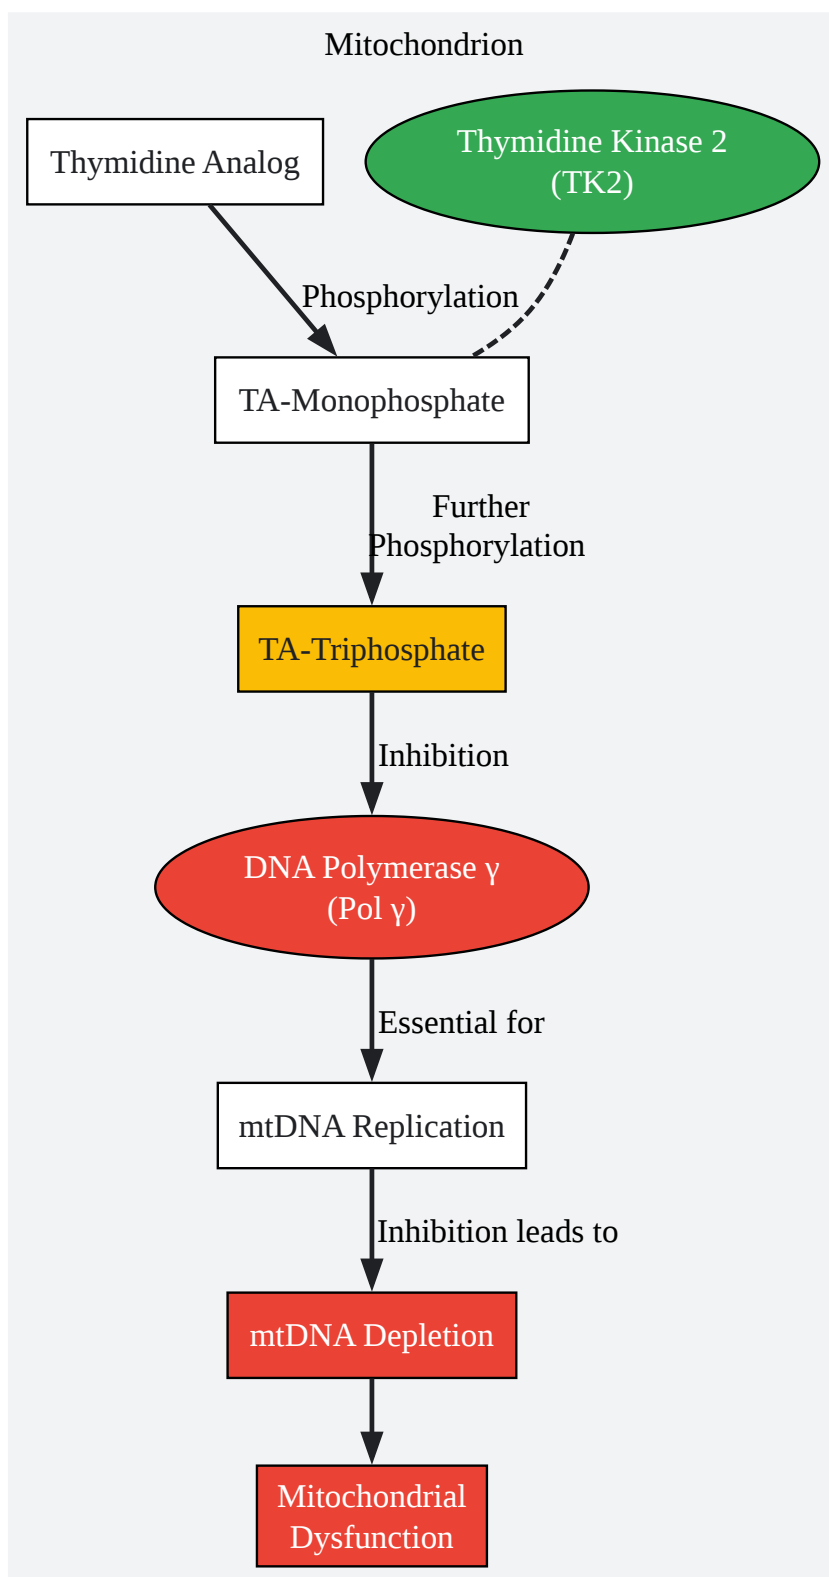 Mitochondrion
Thymidine Analog
Thymidine Kinase 2
(TK2)
Phosphorylation
TA-Monophosphate
Further
Phosphorylation
TA-Triphosphate
Inhibition
DNA Polymerase γ
(Pol γ)
Essential for
mtDNA Replication
Inhibition leads to
mtDNA Depletion
Mitochondrial
Dysfunction